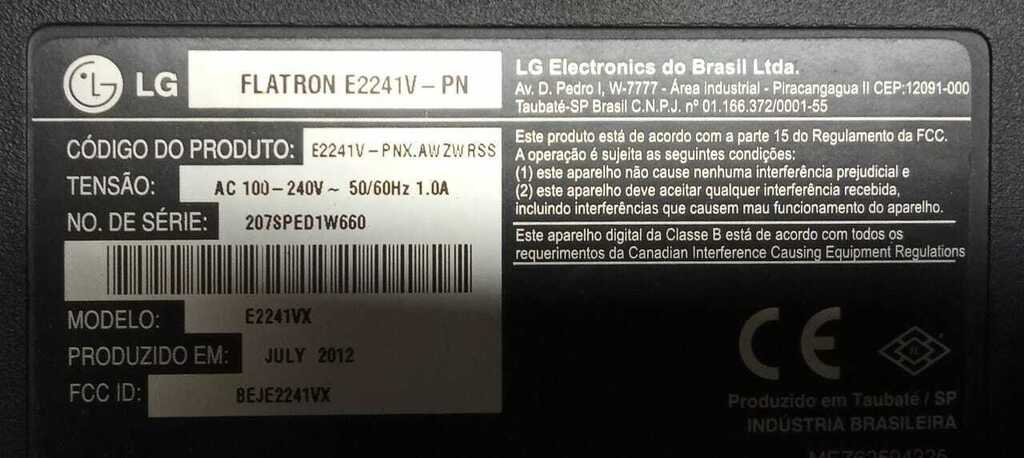 LG FLATRON E2241V-PN
LG Electronics do Brasil Ltda.
Av. D. Pedro I, W-7777 - Área Industrial - Piracangagua II CEP:12091-000
Taubaté-SP Brasil C.N.P.J. nº 01.166.372/0001-55
CÓDIGO DO PRODUTO: E2241V-PNX.AWZWRSS
TENSÃO: AC 100-240V~ 50/60Hz 1.0A
NO. DE SÉRIE: 207SPED1W660
MODELO: E2241VX
PRODUZIDO EM: JULY 2012
FCC ID: BEJE2241VX
Este produto está de acordo com a parte 15 do Regulamento da FCC.
A operação é sujeita as seguintes condições:
(1) este aparelho não cause nenhuma interferência prejudicial e
(2) este aparelho deve aceitar qualquer interferência recebida,
incluindo interferências que causem mau funcionamento do aparelho.
Este aparelho digital da Classe B está de acordo com todos os
requerimentos da Canadian Interference Causing Equipment Regulations
CE
Produzido em Taubaté / SP
INDÚSTRIA BRASILEIRA